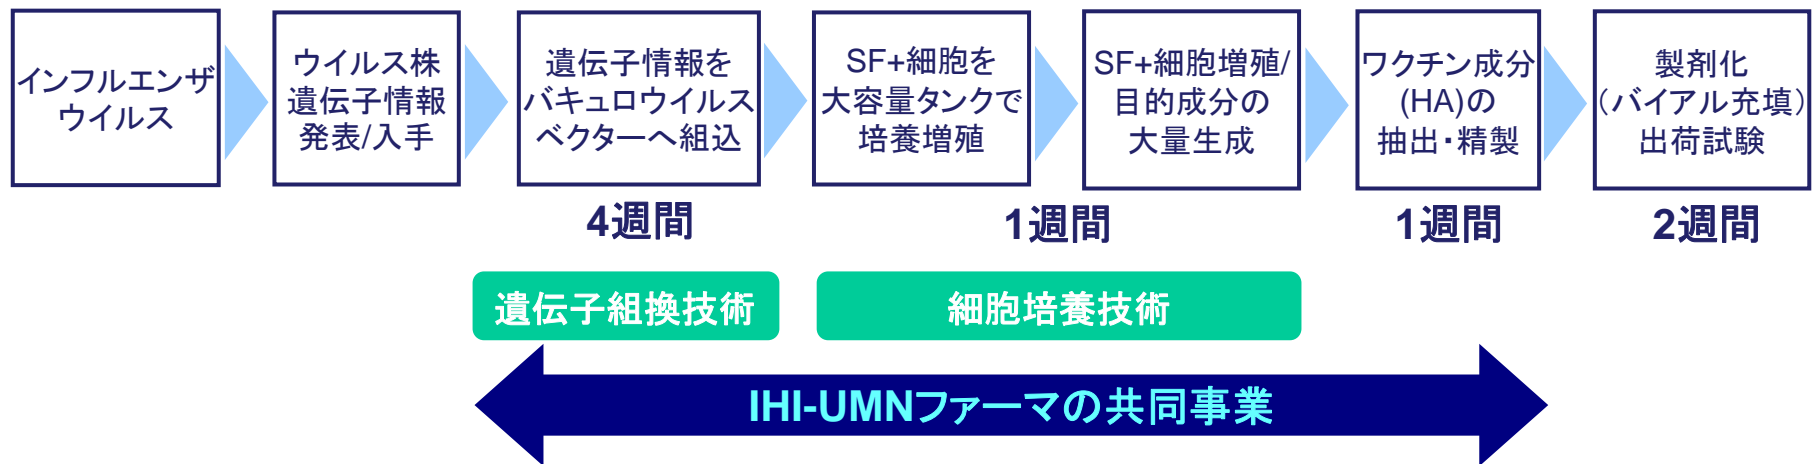 インフルエンザ
ウイルス
ウイルス株
遺伝子情報
発表/入手
遺伝子情報を
バキュロウイルス
ベクターへ組込
SF+細胞を
大容量タンクで
培養増殖
SF+細胞増殖/
目的成分の
大量生成
ワクチン成分
(HA)の
抽出・精製
製剤化
（バイアル充填）
出荷試験
4週間
1週間
1週間
2週間
遺伝子組換技術
細胞培養技術
IHI-UMNファーマの共同事業